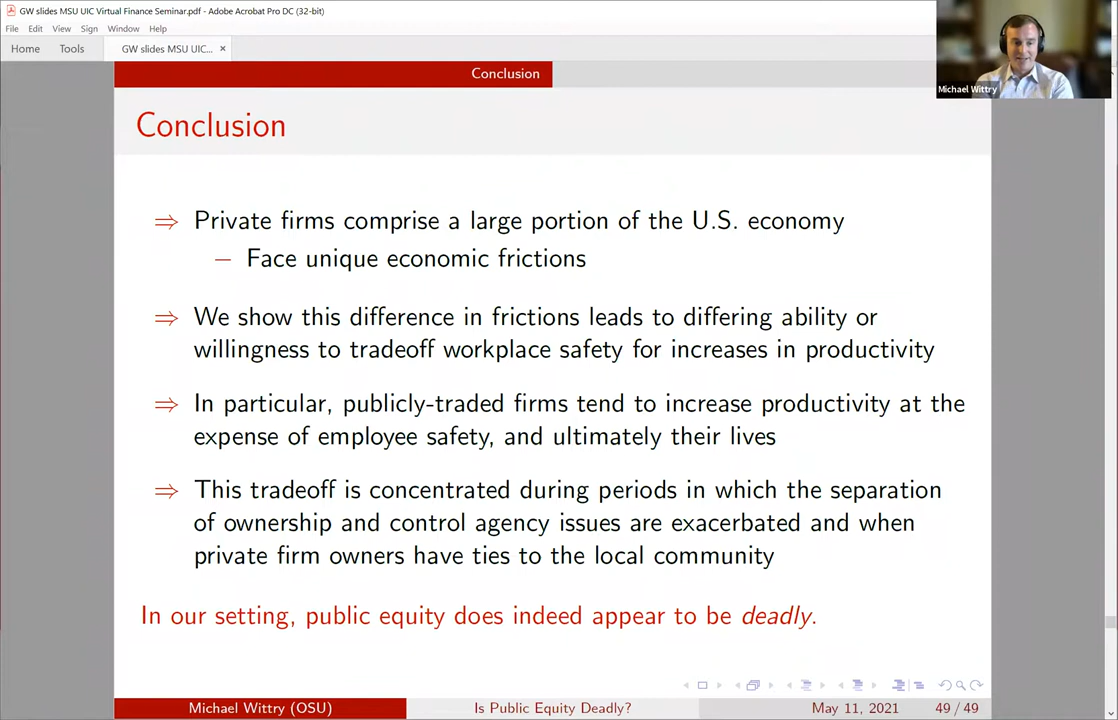 GW slides MSU UIC Virtual Finance Seminar.pdf - Adobe Acrobat Pro DC (32-bit)
File Edit View Sign Window Help
Home Tools GW slides MSU UIC... ×
Michael Wittry
Conclusion
Conclusion
⇒ Private firms comprise a large portion of the U.S. economy
– Face unique economic frictions
⇒ We show this difference in frictions leads to differing ability or
willingness to tradeoff workplace safety for increases in productivity
⇒ In particular, publicly-traded firms tend to increase productivity at the
expense of employee safety, and ultimately their lives
⇒ This tradeoff is concentrated during periods in which the separation
of ownership and control agency issues are exacerbated and when
private firm owners have ties to the local community
In our setting, public equity does indeed appear to be deadly.
Michael Wittry (OSU) Is Public Equity Deadly? May 11, 2021 49 / 49